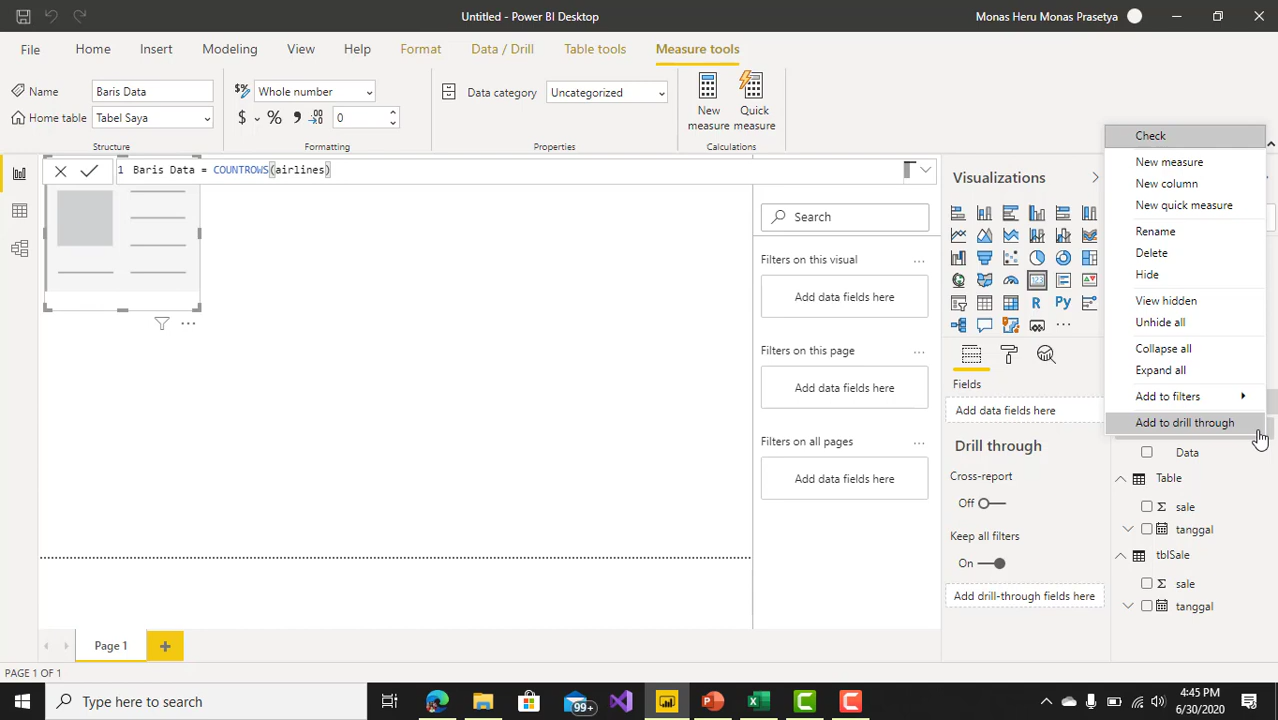 Untitled - Power BI Desktop
Monas Heru Monas Prasetya
File
Home
Insert
Modeling
View
Help
Format
Data / Drill
Table tools
Measure tools
Name
Baris Data
Home table
Tabel Saya
Structure
Whole number
$
%
,
.00
0
Formatting
Data category
Uncategorized
Properties
New
measure
Quick
measure
Calculations
1 Baris Data = COUNTROWS(airlines)
Search
Filters on this visual
...
Add data fields here
Filters on this page
...
Add data fields here
Filters on all pages
...
Add data fields here
Visualizations
123
R
Py
...
Fields
Add data fields here
Drill through
Cross-report
Off
Keep all filters
On
Add drill-through fields here
Check
New measure
New column
New quick measure
Rename
Delete
Hide
View hidden
Unhide all
Collapse all
Expand all
Add to filters
Add to drill through
Data
Table
Σ sale
tanggal
tblSale
Σ sale
tanggal
Page 1
PAGE 1 OF 1
Type here to search
99+
4:45 PM
6/30/2020